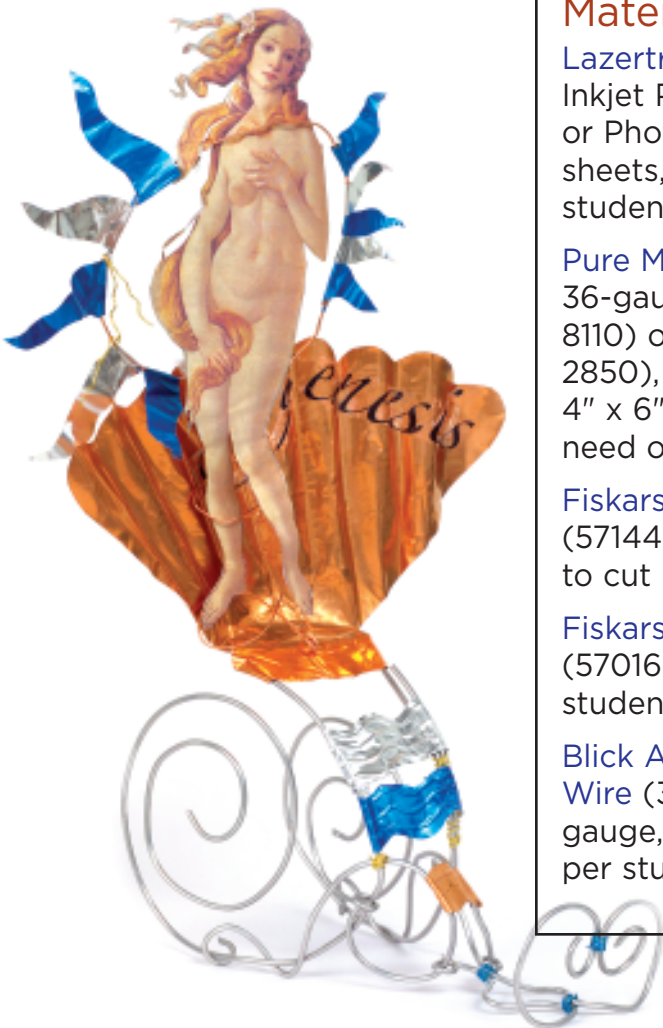 enesis
Mate
Lazertr
Inkjet P
or Pho
sheets,
studen
Pure M
36-gau
8110) o
2850),
4" x 6"
need o
Fiskars
(57144
to cut
Fiskars
(57016
studen
Blick A
Wire (3
gauge,
per stu